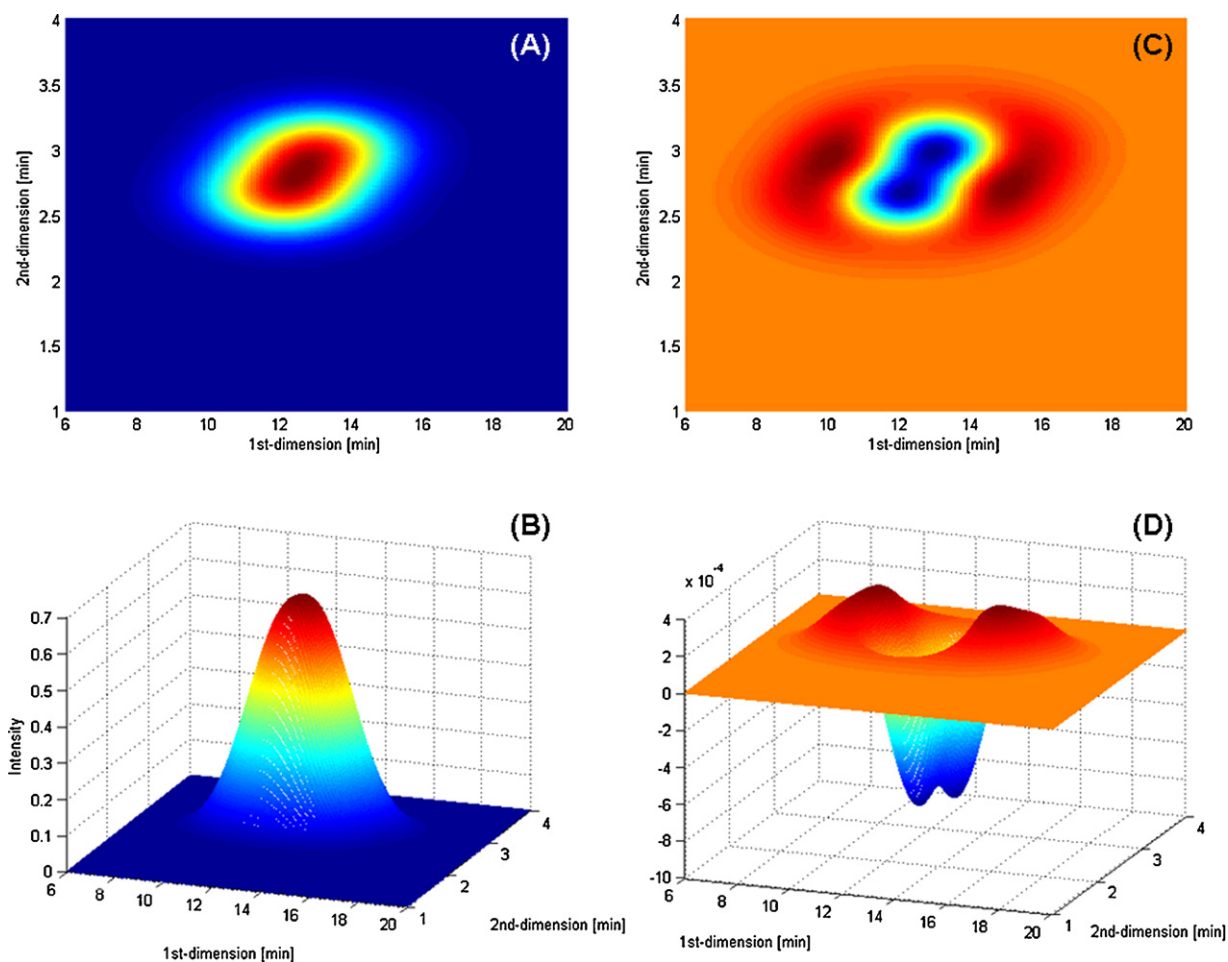 (A)
4
3.5
3
2.5
2
1.5
1
2nd-dimension [min]
6 8 10 12 14 16 18 20
1st-dimension [min]
(C)
4
3.5
3
2.5
2
1.5
1
2nd-dimension [min]
6 8 10 12 14 16 18 20
1st-dimension [min]
(B)
0.7
0.6
0.5
0.4
0.3
0.2
0.1
0
Intensity
6 8 10 12 14 16 18 20
1st-dimension [min]
1 2 3 4
2nd-dimension [min]
(D)
x 10-4
4
2
0
-2
-4
-6
-8
-10
6 8 10 12 14 16 18 20
1st-dimension [min]
1 2 3 4
2nd-dimension [min]